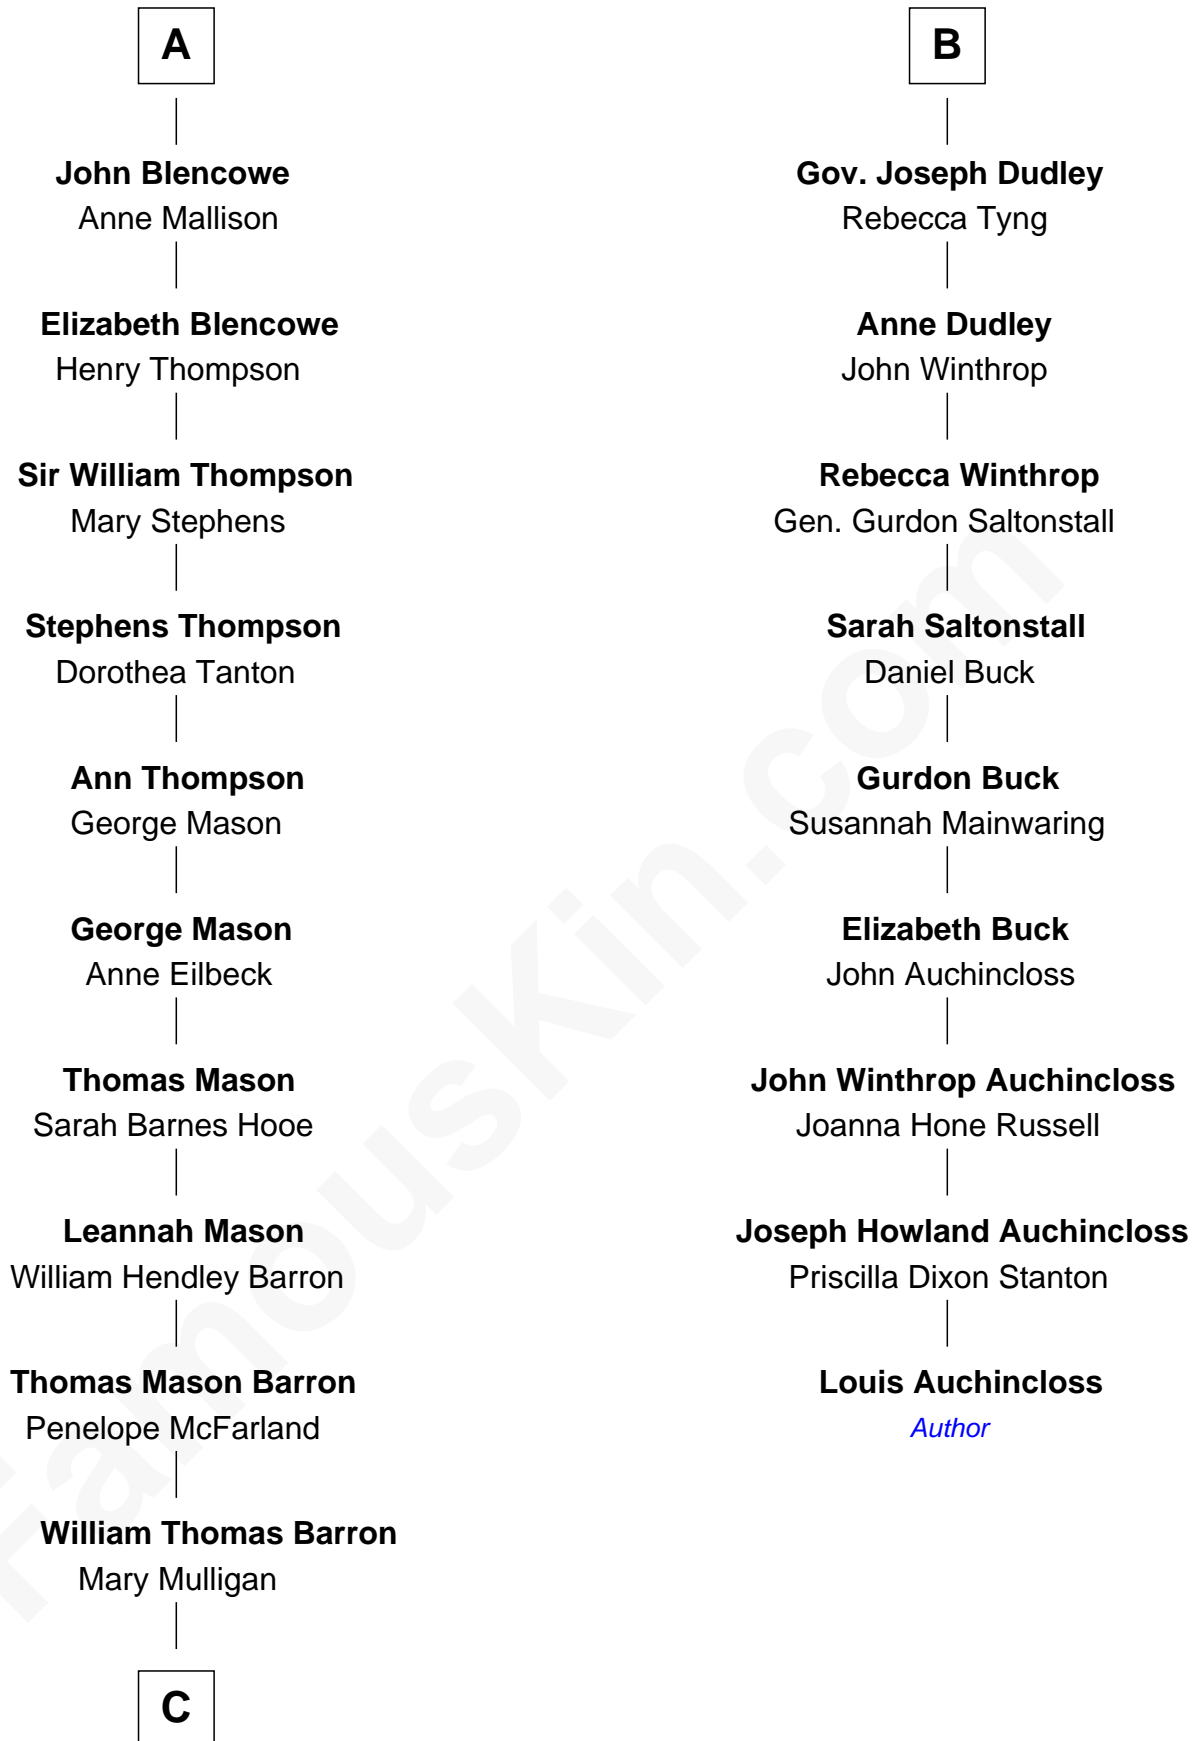 A
John Blencowe
Anne Mallison
Elizabeth Blencowe
Henry Thompson
Sir William Thompson
Mary Stephens
Stephens Thompson
Dorothea Tanton
Ann Thompson
George Mason
George Mason
Anne Eilbeck
Thomas Mason
Sarah Barnes Hooe
Leannah Mason
William Hendley Barron
Thomas Mason Barron
Penelope McFarland
William Thomas Barron
Mary Mulligan
C
B
Gov. Joseph Dudley
Rebecca Tyng
Anne Dudley
John Winthrop
Rebecca Winthrop
Gen. Gurdon Saltonstall
Sarah Saltonstall
Daniel Buck
Gurdon Buck
Susannah Mainwaring
Elizabeth Buck
John Auchincloss
John Winthrop Auchincloss
Joanna Hone Russell
Joseph Howland Auchincloss
Priscilla Dixon Stanton
Louis Auchincloss
Author
FamousKin.com